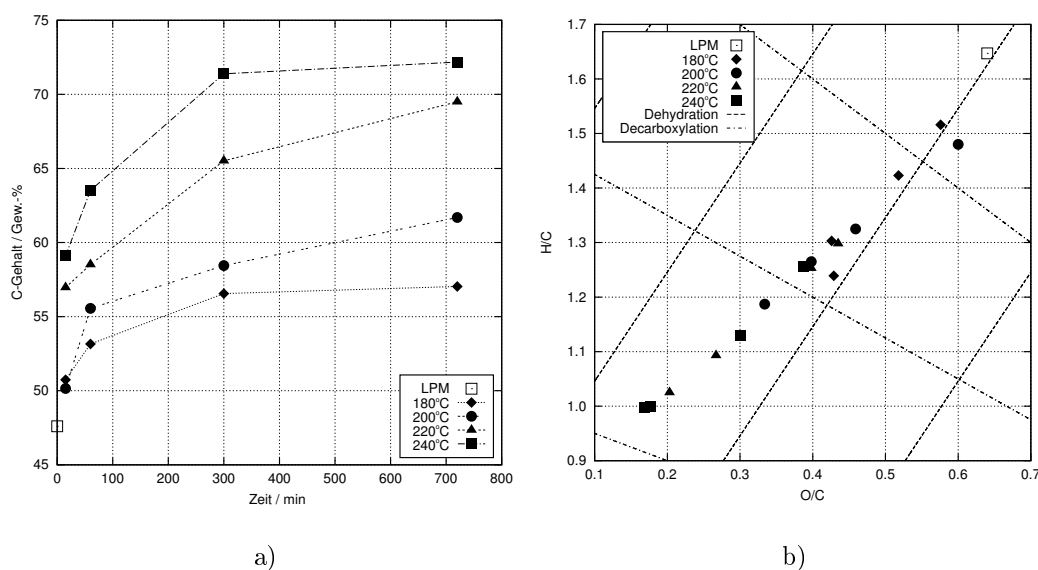 75
70
65
60
55
50
45
C-Gehalt / Gew.-%
0 100 200 300 400 500 600 700 800
Zeit / min
LPM
180°C
200°C
220°C
240°C
a)
1.7
1.6
1.5
1.4
1.3
1.2
1.1
1.0
0.9
H/C
0.1 0.2 0.3 0.4 0.5 0.6 0.7
O/C
LPM
180°C
200°C
220°C
240°C
Dehydration
Decarboxylation
b)